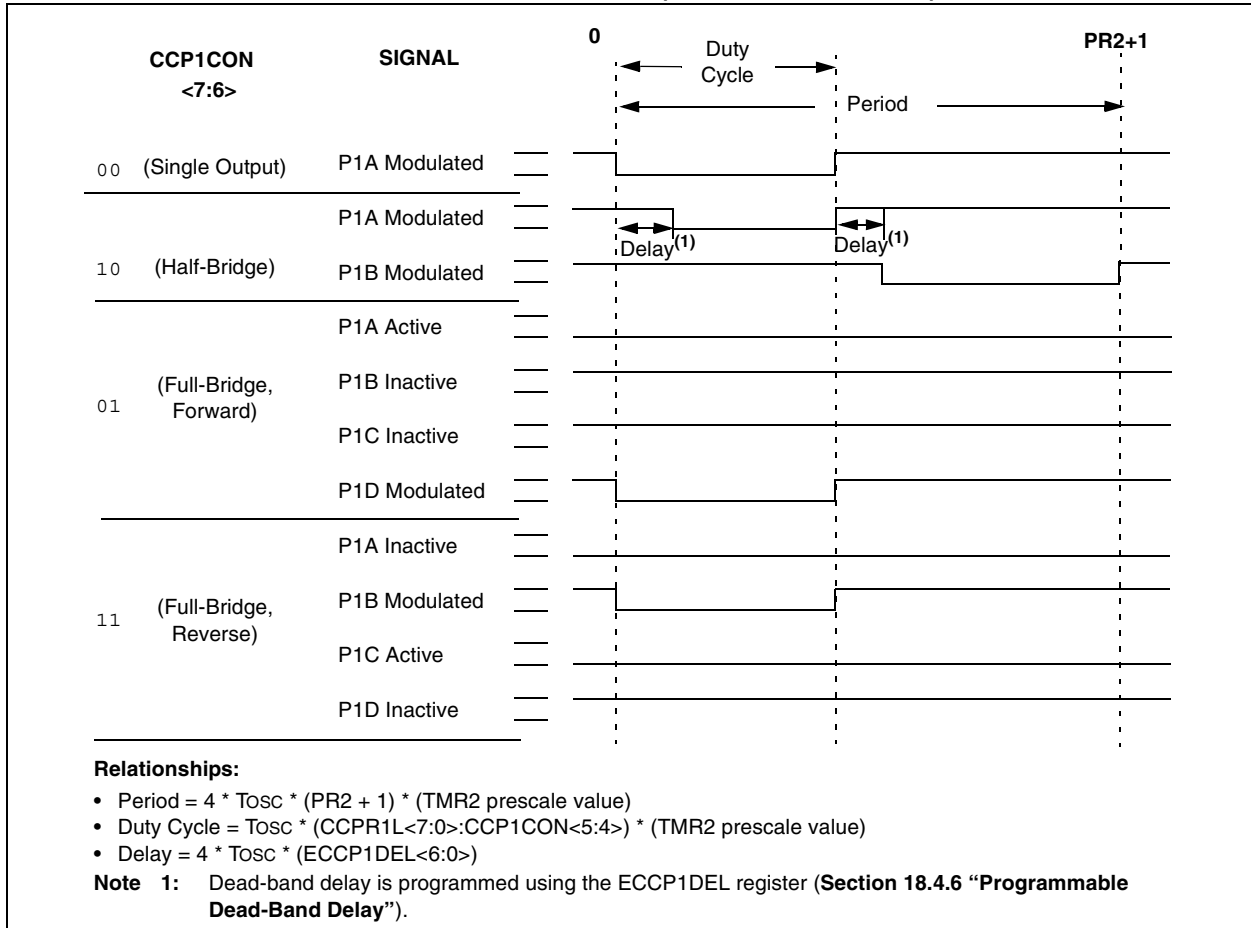 0
PR2+1
Duty
Cycle
CCP1CON
<7:6>
SIGNAL
Period
00 (Single Output) P1A Modulated
P1A Modulated
Delay(1) Delay(1)
10 (Half-Bridge) P1B Modulated
P1A Active
P1B Inactive
01 (Full-Bridge,
Forward)
P1C Inactive
P1D Modulated
P1A Inactive
P1B Modulated
11 (Full-Bridge,
Reverse)
P1C Active
P1D Inactive
Relationships:
• Period = 4 * TOSC * (PR2 + 1) * (TMR2 prescale value)
• Duty Cycle = TOSC * (CCPR1L<7:0>:CCP1CON<5:4>) * (TMR2 prescale value)
• Delay = 4 * TOSC * (ECCP1DEL<6:0>)
Note 1: Dead-band delay is programmed using the ECCP1DEL register (Section 18.4.6 “Programmable
Dead-Band Delay”).